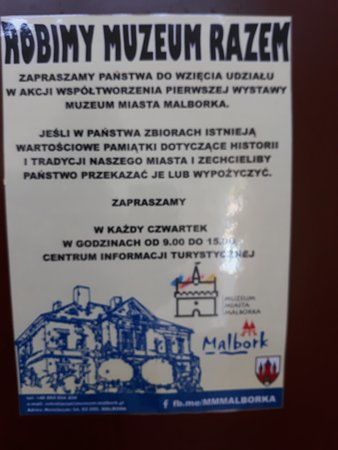 ROBIMY MUZEUM RAZEM
ZAPRASZAMY PAŃSTWA DO WZIĘCIA UDZIAŁU
W AKCJI WSPÓŁTWORZENIA PIERWSZEJ WYSTAWY
MUZEUM MIASTA MALBORKA.
JEŚLI W PAŃSTWA ZBIORACH ISTNIEJĄ
WARTOŚCIOWE PAMIĄTKI DOTYCZĄCE HISTORII
I TRADYCJI NASZEGO MIASTA I ZECHCIELIBY
PAŃSTWO PRZEKAZAĆ JE LUB WYPOŻYCZYĆ.
ZAPRASZAMY
W KAŻDY CZWARTEK
W GODZINACH OD 9.00 DO 15.00
CENTRUM INFORMACJI TURYSTYCZNEJ
MUZEUM
MIASTA
MALBORKA
Malbork
fb.me/MMMALBORKA